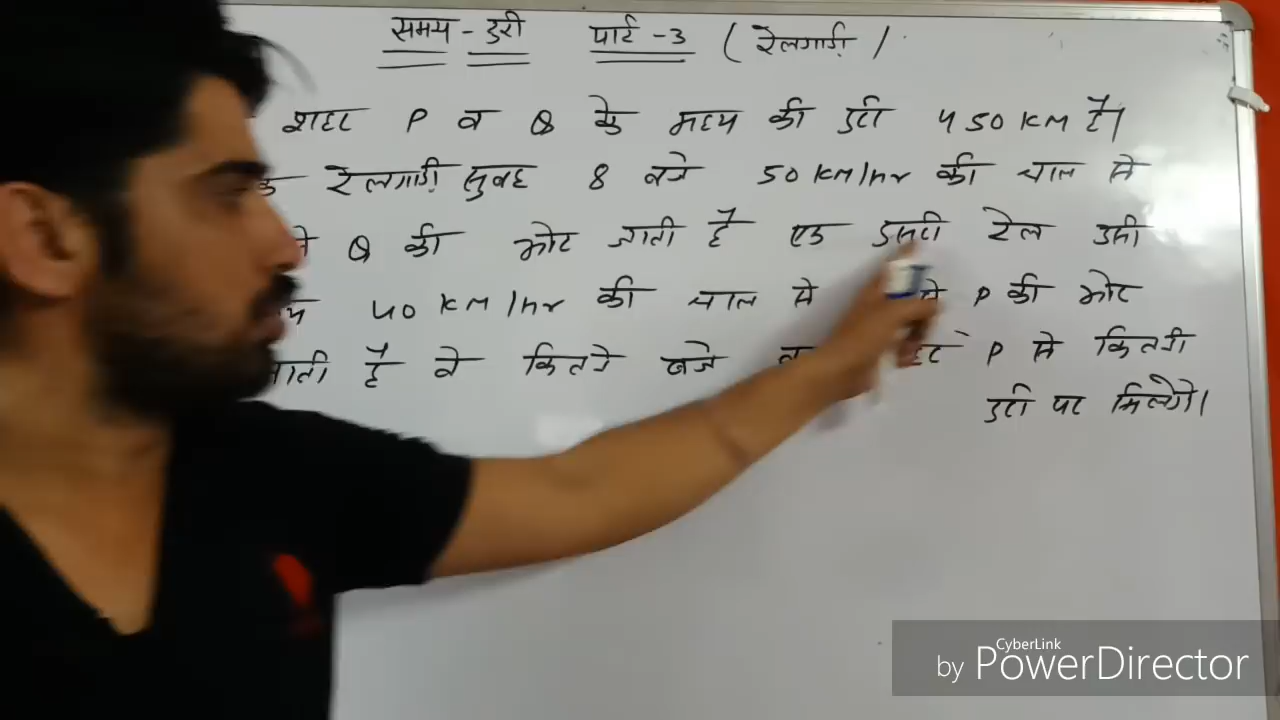 समय - दूरी पार्ट - 3 ( रेलगाड़ी )
शहर P व Q के मध्य की दूरी 450 KM है।
रेलगाड़ी सुबह 8 बजे 50 KM/hr की चाल से
Q की ओर जाती है एक दूसरी रेल उसी
40 KM/hr की चाल से से P की ओर
जाती है वे कितने बजे P से कितनी
दूरी पर मिलेंगे।
CyberLink
by PowerDirector